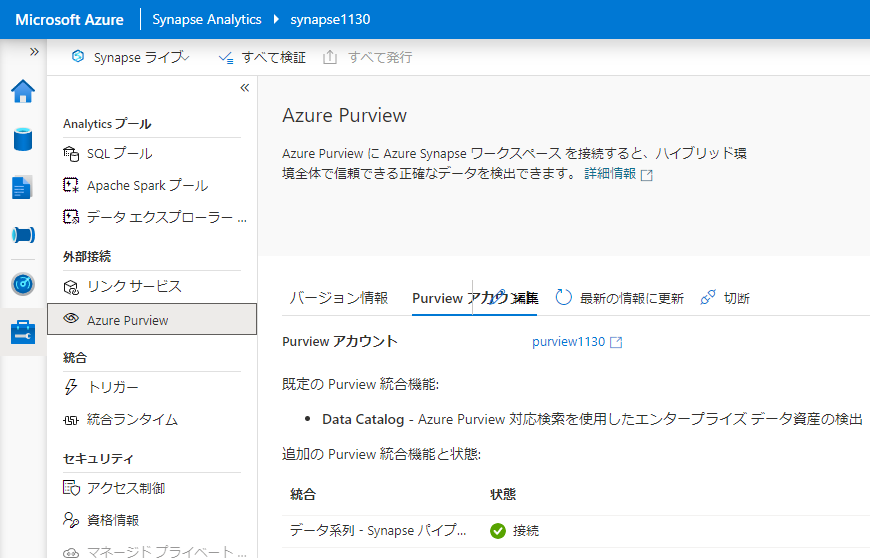 Microsoft Azure
Synapse Analytics
synapse1130
Synapse ライブ
すべて検証
すべて発行
Analytics プール
SQL プール
Apache Spark プール
データ エクスプローラー ...
外部接続
リンク サービス
Azure Purview
統合
トリガー
統合ランタイム
セキュリティ
アクセス制御
資格情報
マネージド プライベート ...
Azure Purview
Azure Purview に Azure Synapse ワークスペース を接続すると、ハイブリッド環
境全体で信頼できる正確なデータを検出できます。 詳細情報
バージョン情報
Purview アカウント
編集
最新の情報に更新
切断
Purview アカウント
purview1130
既定の Purview 統合機能:
• Data Catalog - Azure Purview 対応検索を使用したエンタープライズ データ資産の検出
追加の Purview 統合機能と状態:
統合
状態
データ系列 - Synapse パイプ...
接続